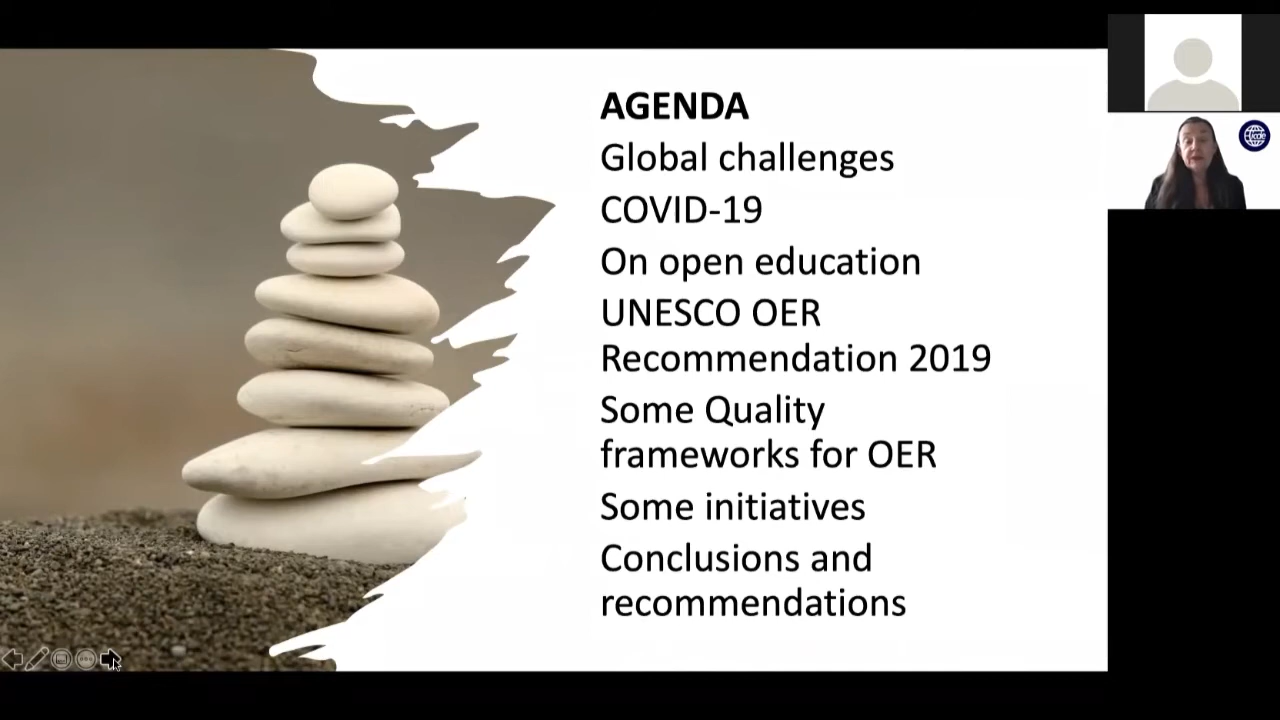 AGENDA
Global challenges
COVID-19
On open education
UNESCO OER
Recommendation 2019
Some Quality
frameworks for OER
Some initiatives
Conclusions and
recommendations
icde